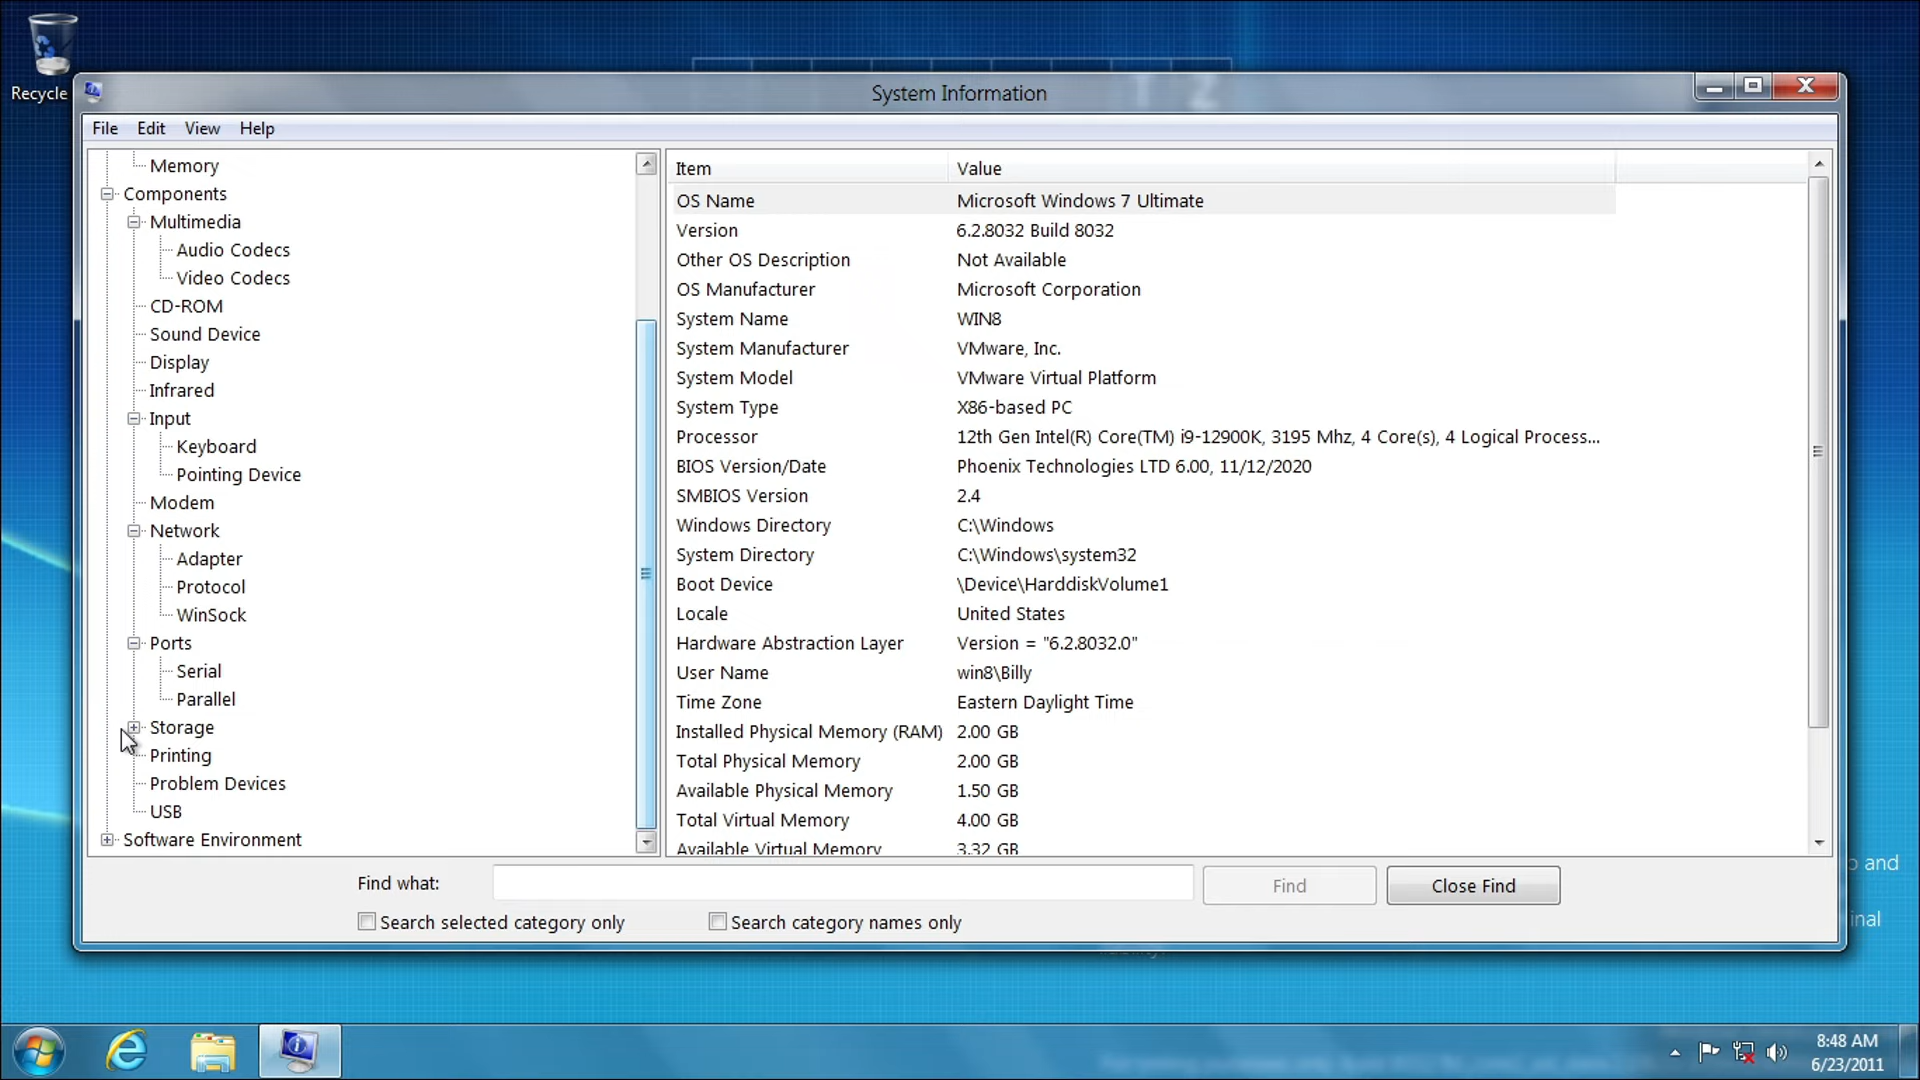 Recycle
System Information
File Edit View Help
Memory
Components
Multimedia
Audio Codecs
Video Codecs
CD-ROM
Sound Device
Display
Infrared
Input
Keyboard
Pointing Device
Modem
Network
Adapter
Protocol
WinSock
Ports
Serial
Parallel
Storage
Printing
Problem Devices
USB
Software Environment
Item Value
OS Name Microsoft Windows 7 Ultimate
Version 6.2.8032 Build 8032
Other OS Description Not Available
OS Manufacturer Microsoft Corporation
System Name WIN8
System Manufacturer VMware, Inc.
System Model VMware Virtual Platform
System Type X86-based PC
Processor 12th Gen Intel(R) Core(TM) i9-12900K, 3195 Mhz, 4 Core(s), 4 Logical Process...
BIOS Version/Date Phoenix Technologies LTD 6.00, 11/12/2020
SMBIOS Version 2.4
Windows Directory C:\Windows
System Directory C:\Windows\system32
Boot Device \Device\HarddiskVolume1
Locale United States
Hardware Abstraction Layer Version = "6.2.8032.0"
User Name win8\Billy
Time Zone Eastern Daylight Time
Installed Physical Memory (RAM) 2.00 GB
Total Physical Memory 2.00 GB
Available Physical Memory 1.50 GB
Total Virtual Memory 4.00 GB
Available Virtual Memory 3.32 GB
Find what: Find Close Find
Search selected category only Search category names only
and
8:48 AM
6/23/2011